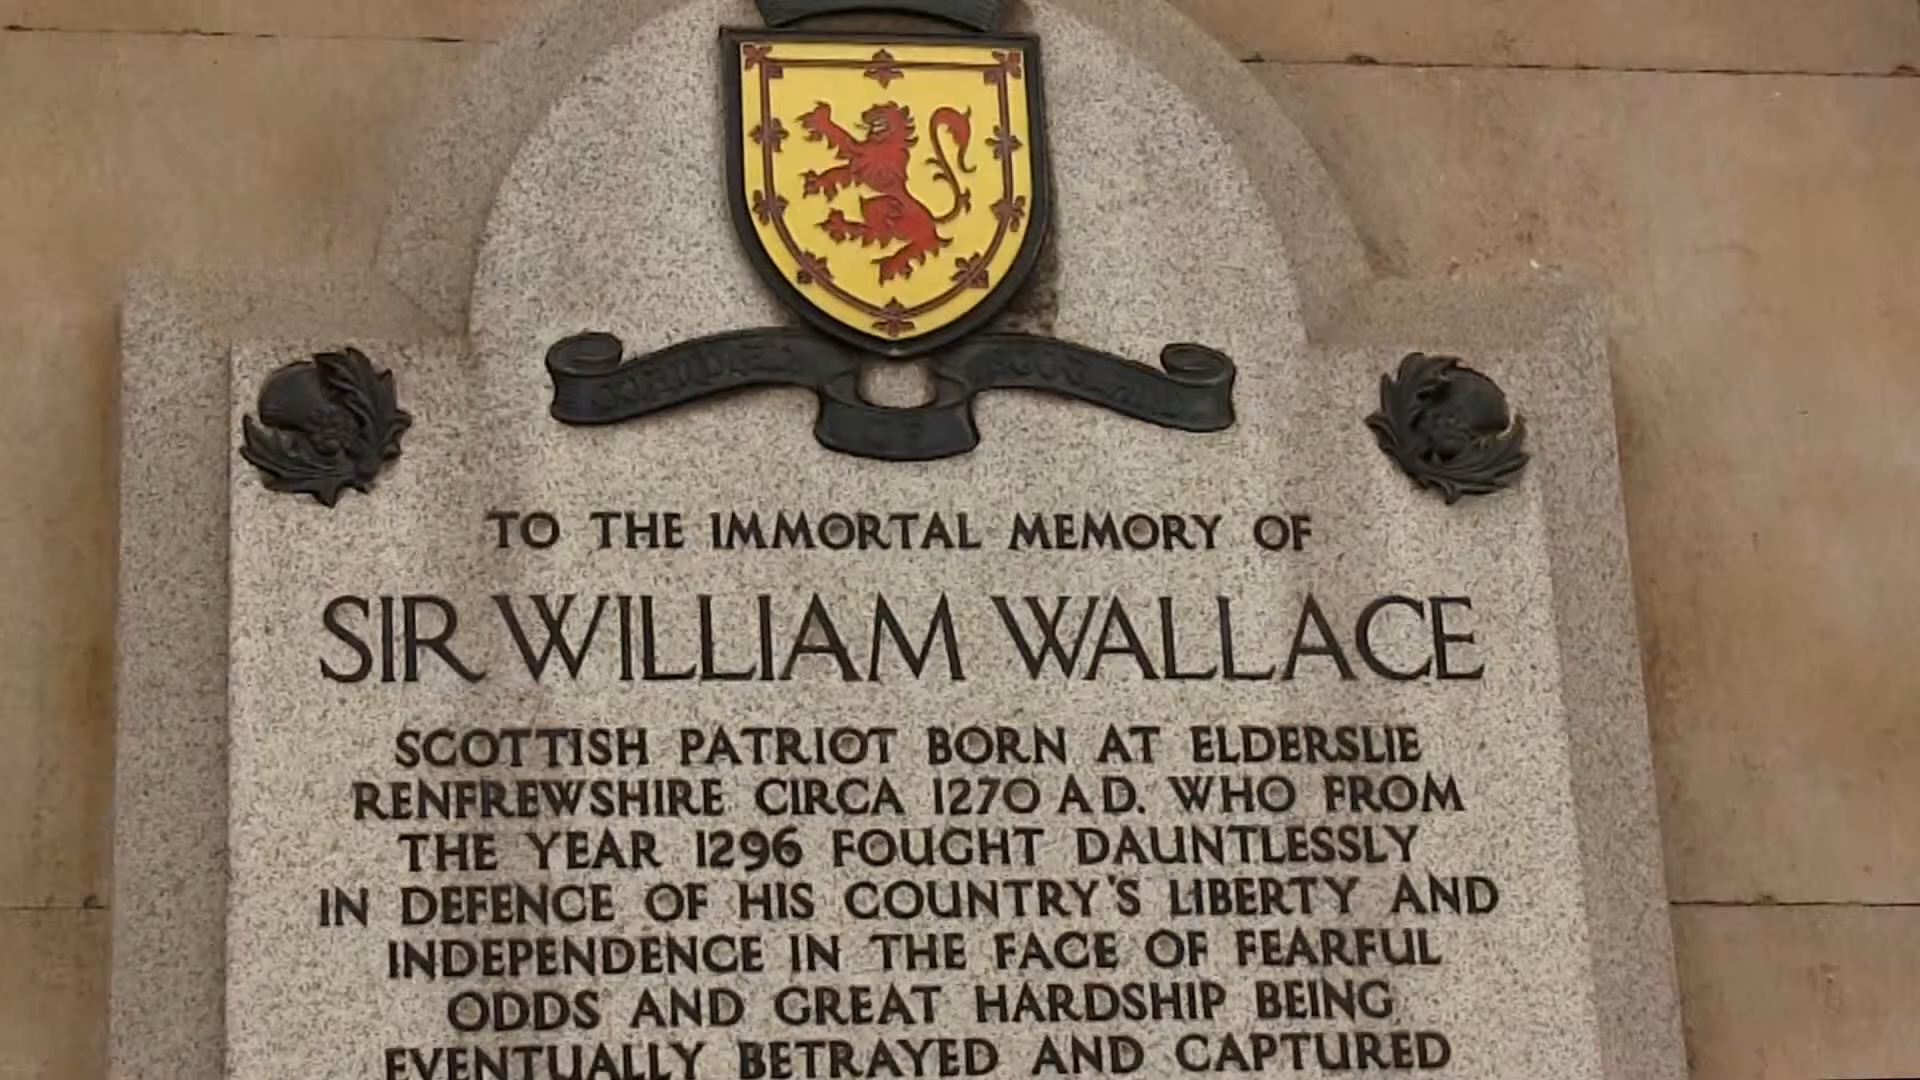 TO THE IMMORTAL MEMORY OF
SIR WILLIAM WALLACE
SCOTTISH PATRIOT BORN AT ELDERSLIE
RENFREWSHIRE CIRCA 1270 A.D. WHO FROM
THE YEAR 1296 FOUGHT DAUNTLESSLY
IN DEFENCE OF HIS COUNTRY'S LIBERTY AND
INDEPENDENCE IN THE FACE OF FEARFUL
ODDS AND GREAT HARDSHIP BEING
EVENTUALLY BETRAYED AND CAPTURED